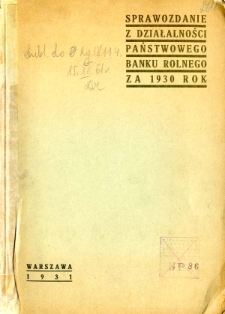 SPRAWOZDANIE
Z DZIAŁALNOŚCI
PAŃSTWOWEGO
BANKU ROLNEGO
ZA 1930 ROK
WARSZAWA
1931